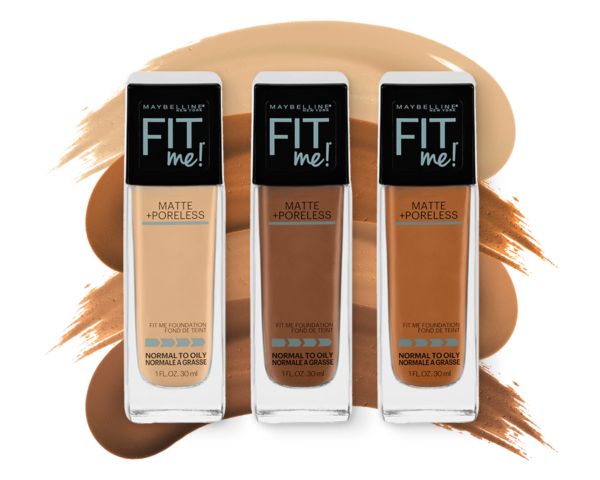 MAYBELLINE®
NEW YORK
FIT
me!
MATTE
+PORELESS
FIT ME FOUNDATION
FOND DE TEINT
NORMAL TO OILY
NORMALE A GRASSE
1 FL.OZ. 30 ml
MAYBELLINE®
NEW YORK
FIT
me!
MATTE
+PORELESS
FIT ME FOUNDATION
FOND DE TEINT
NORMAL TO OILY
NORMALE A GRASSE
1 FL.OZ. 30 ml
MAYBELLINE®
NEW YORK
FIT
me!
MATTE
+PORELESS
FIT ME FOUNDATION
FOND DE TEINT
NORMAL TO OILY
NORMALE A GRASSE
1 FL.OZ. 30 ml